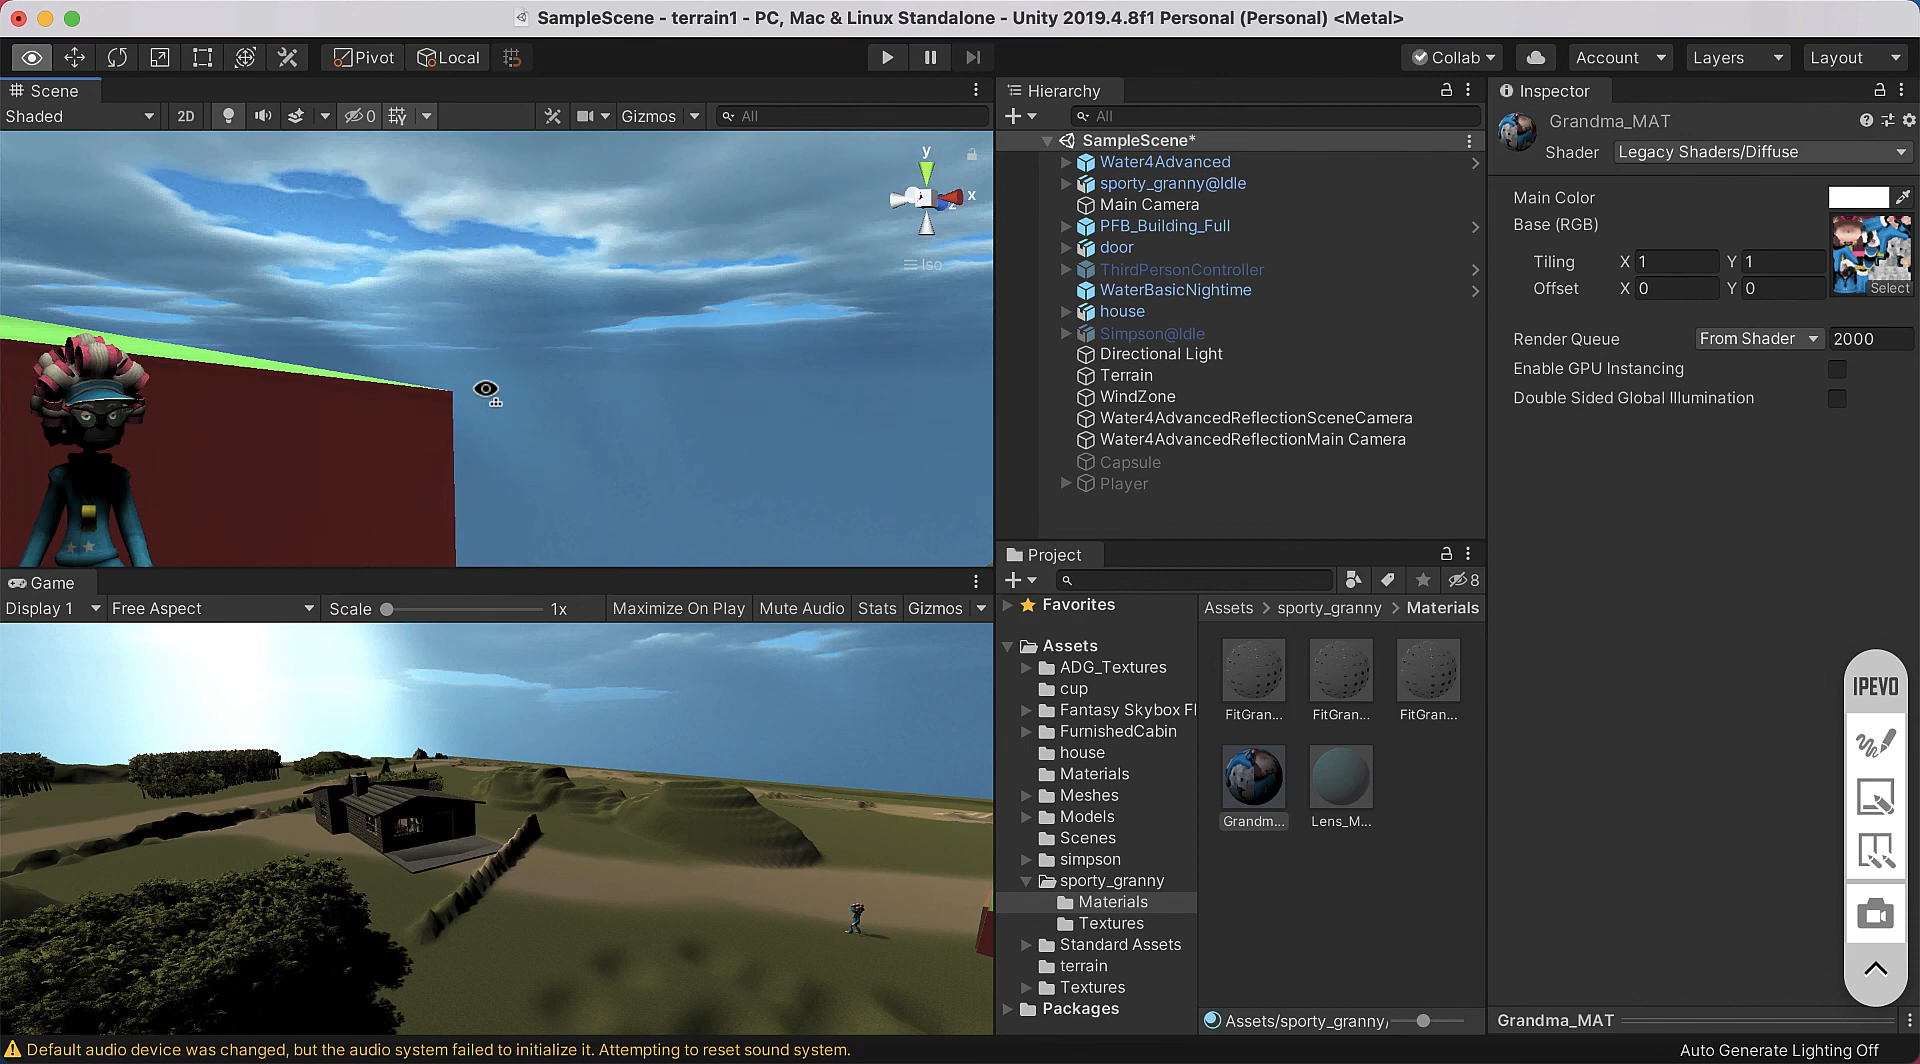 SampleScene - terrain1 - PC, Mac & Linux Standalone - Unity 2019.4.8f1 Personal (Personal) <Metal>
Pivot Local
Collab Account Layers Layout
Scene
Shaded 2D 0 Gizmos All
y
x
z
Iso
Game
Display 1 Free Aspect Scale 1x Maximize On Play Mute Audio Stats Gizmos
Hierarchy
All
SampleScene*
Water4Advanced
sporty_granny@Idle
Main Camera
PFB_Building_Full
door
ThirdPersonController
WaterBasicNightime
house
Simpson@Idle
Directional Light
Terrain
WindZone
Water4AdvancedReflectionSceneCamera
Water4AdvancedReflectionMain Camera
Capsule
Player
Project
8
Favorites
Assets
ADG_Textures
cup
Fantasy Skybox Fl
FurnishedCabin
house
Materials
Meshes
Models
Scenes
simpson
sporty_granny
Materials
Textures
Standard Assets
terrain
Textures
Packages
Assets > sporty_granny > Materials
FitGran... FitGran... FitGran...
Grandm... Lens_M...
Assets/sporty_granny/
Inspector
Grandma_MAT
Shader Legacy Shaders/Diffuse
Main Color
Base (RGB)
Tiling X 1 Y 1
Offset X 0 Y 0
Select
Render Queue From Shader 2000
Enable GPU Instancing
Double Sided Global Illumination
IPEVO
Grandma_MAT
Default audio device was changed, but the audio system failed to initialize it. Attempting to reset sound system.
Auto Generate Lighting Off